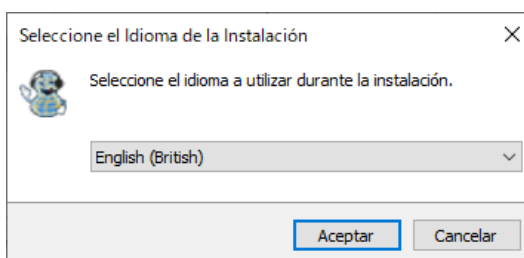 Seleccione el Idioma de la Instalación
Seleccione el idioma a utilizar durante la instalación.
English (British)
Aceptar
Cancelar